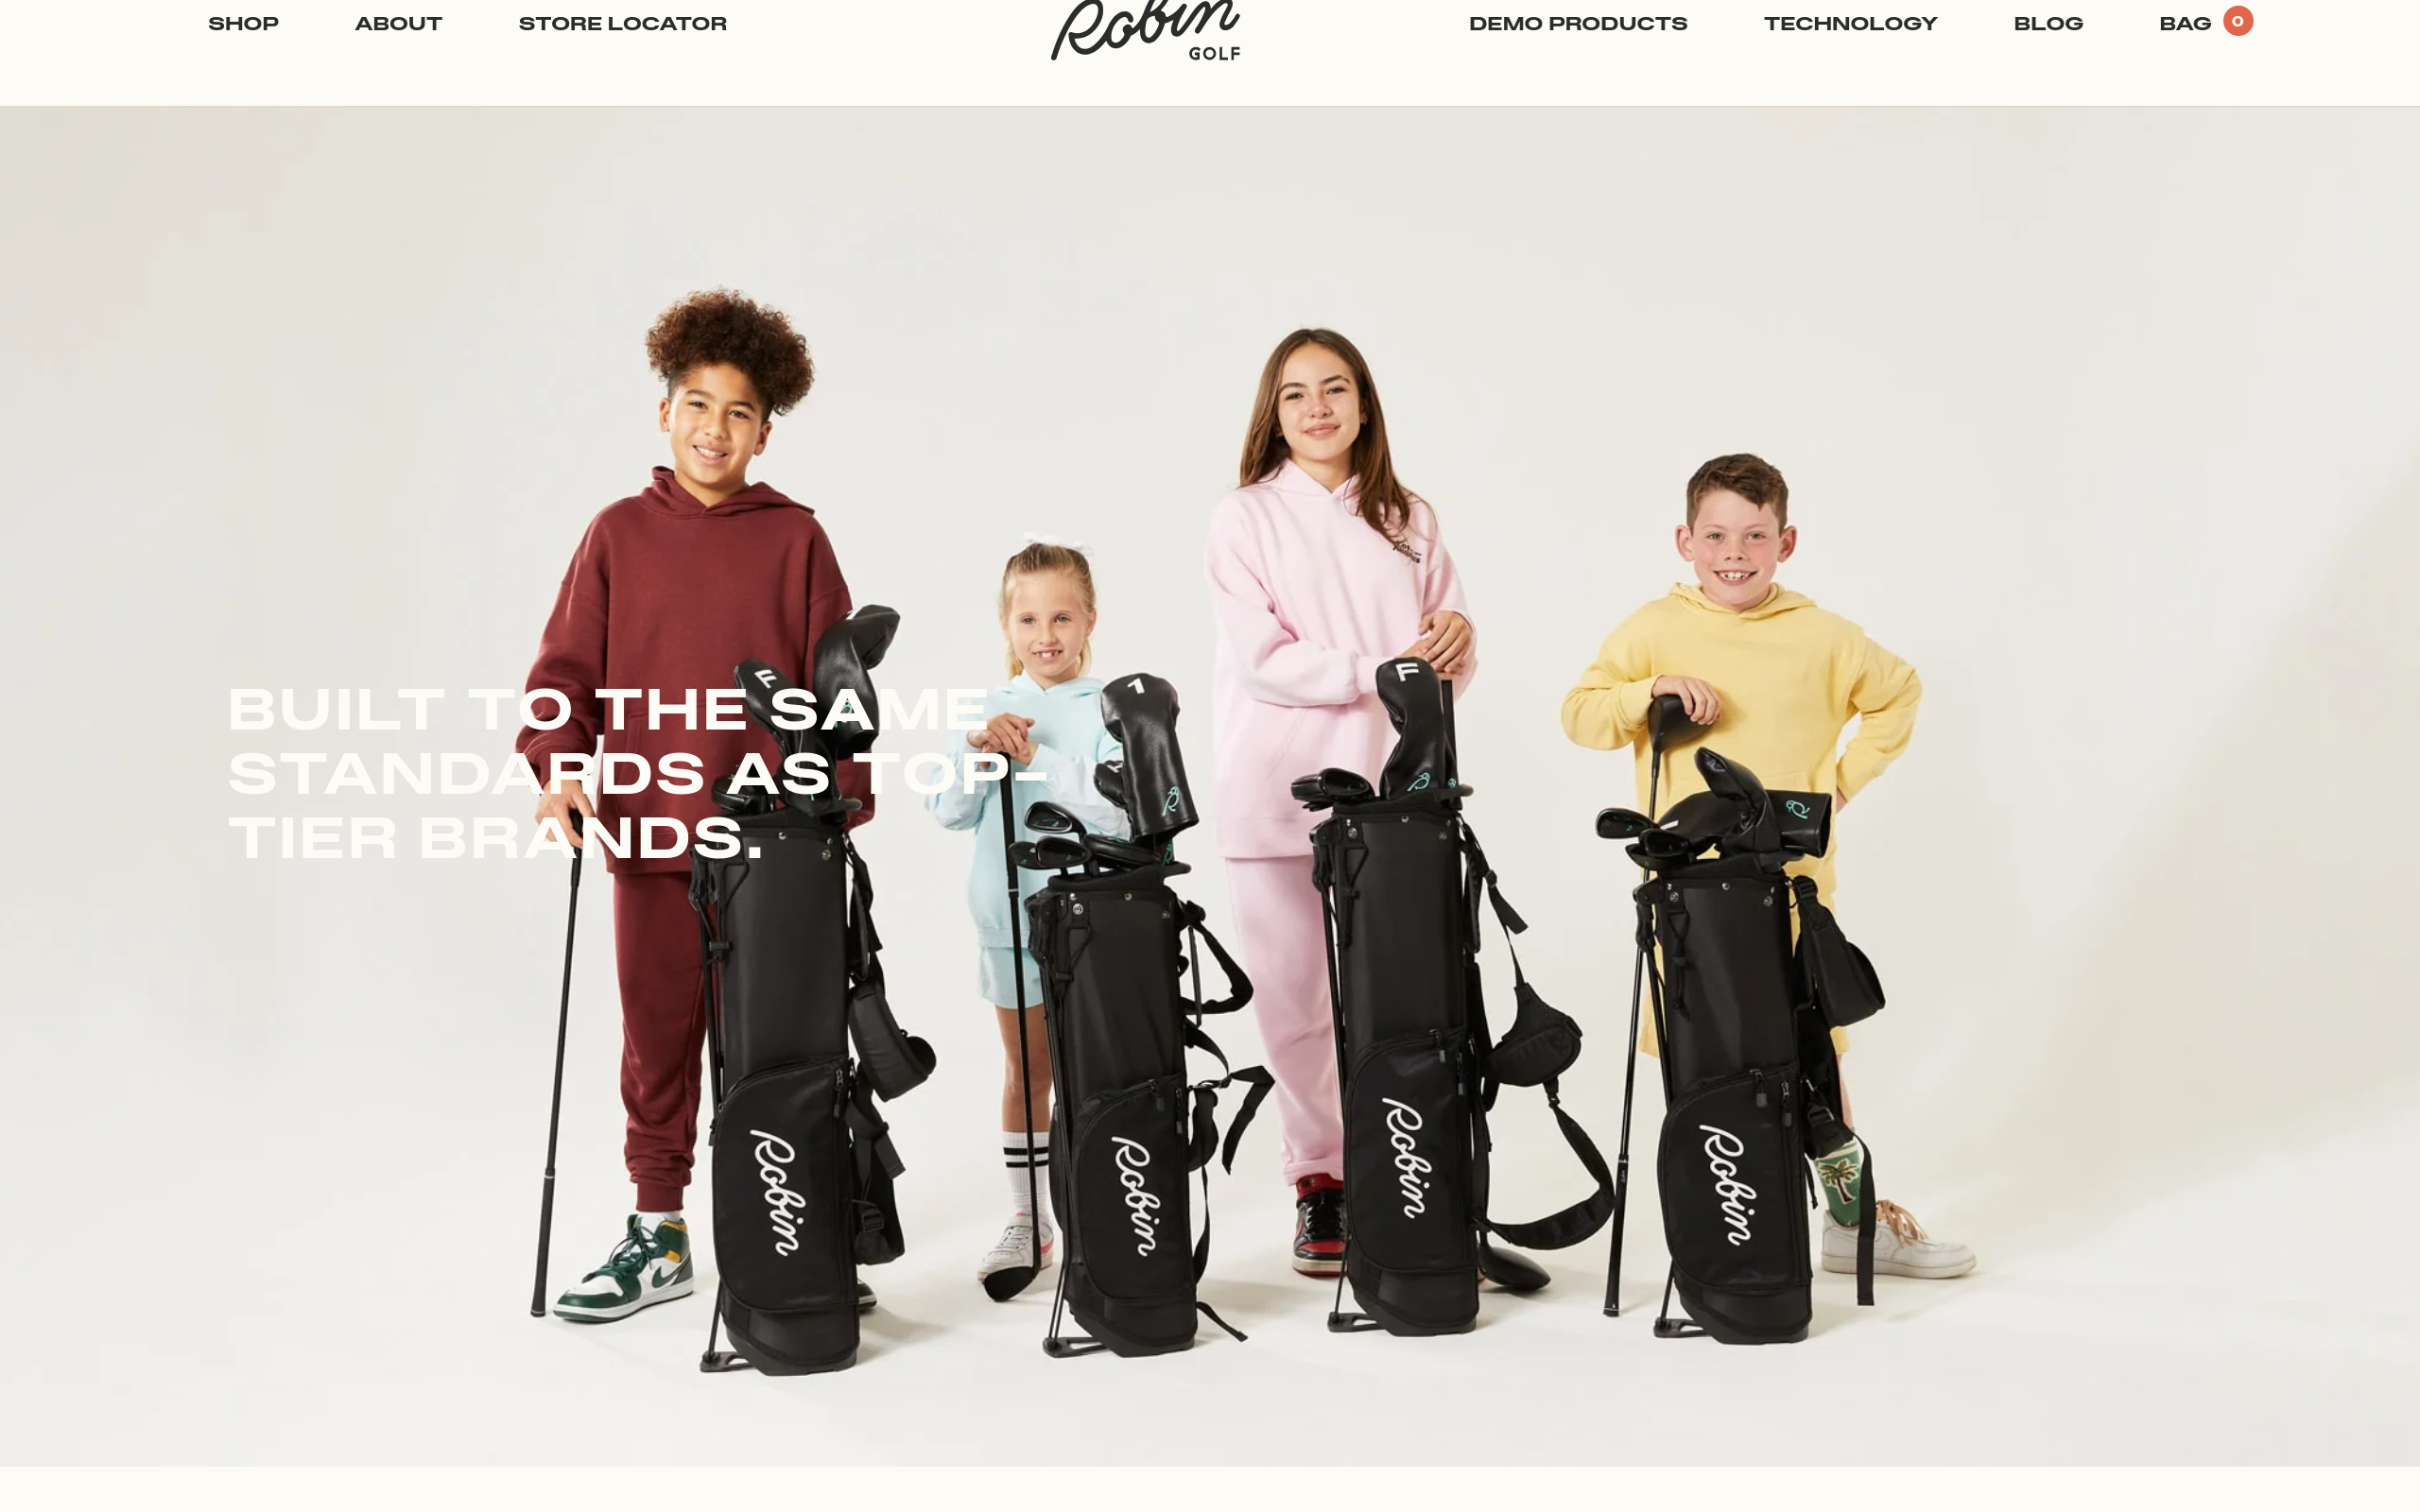 SHOP ABOUT STORE LOCATOR Robin GOLF DEMO PRODUCTS TECHNOLOGY BLOG BAG 0
BUILT TO THE SAME
STANDARDS AS TOP-
TIER BRANDS.
F
1
F
Robin
Robin
Robin
Robin